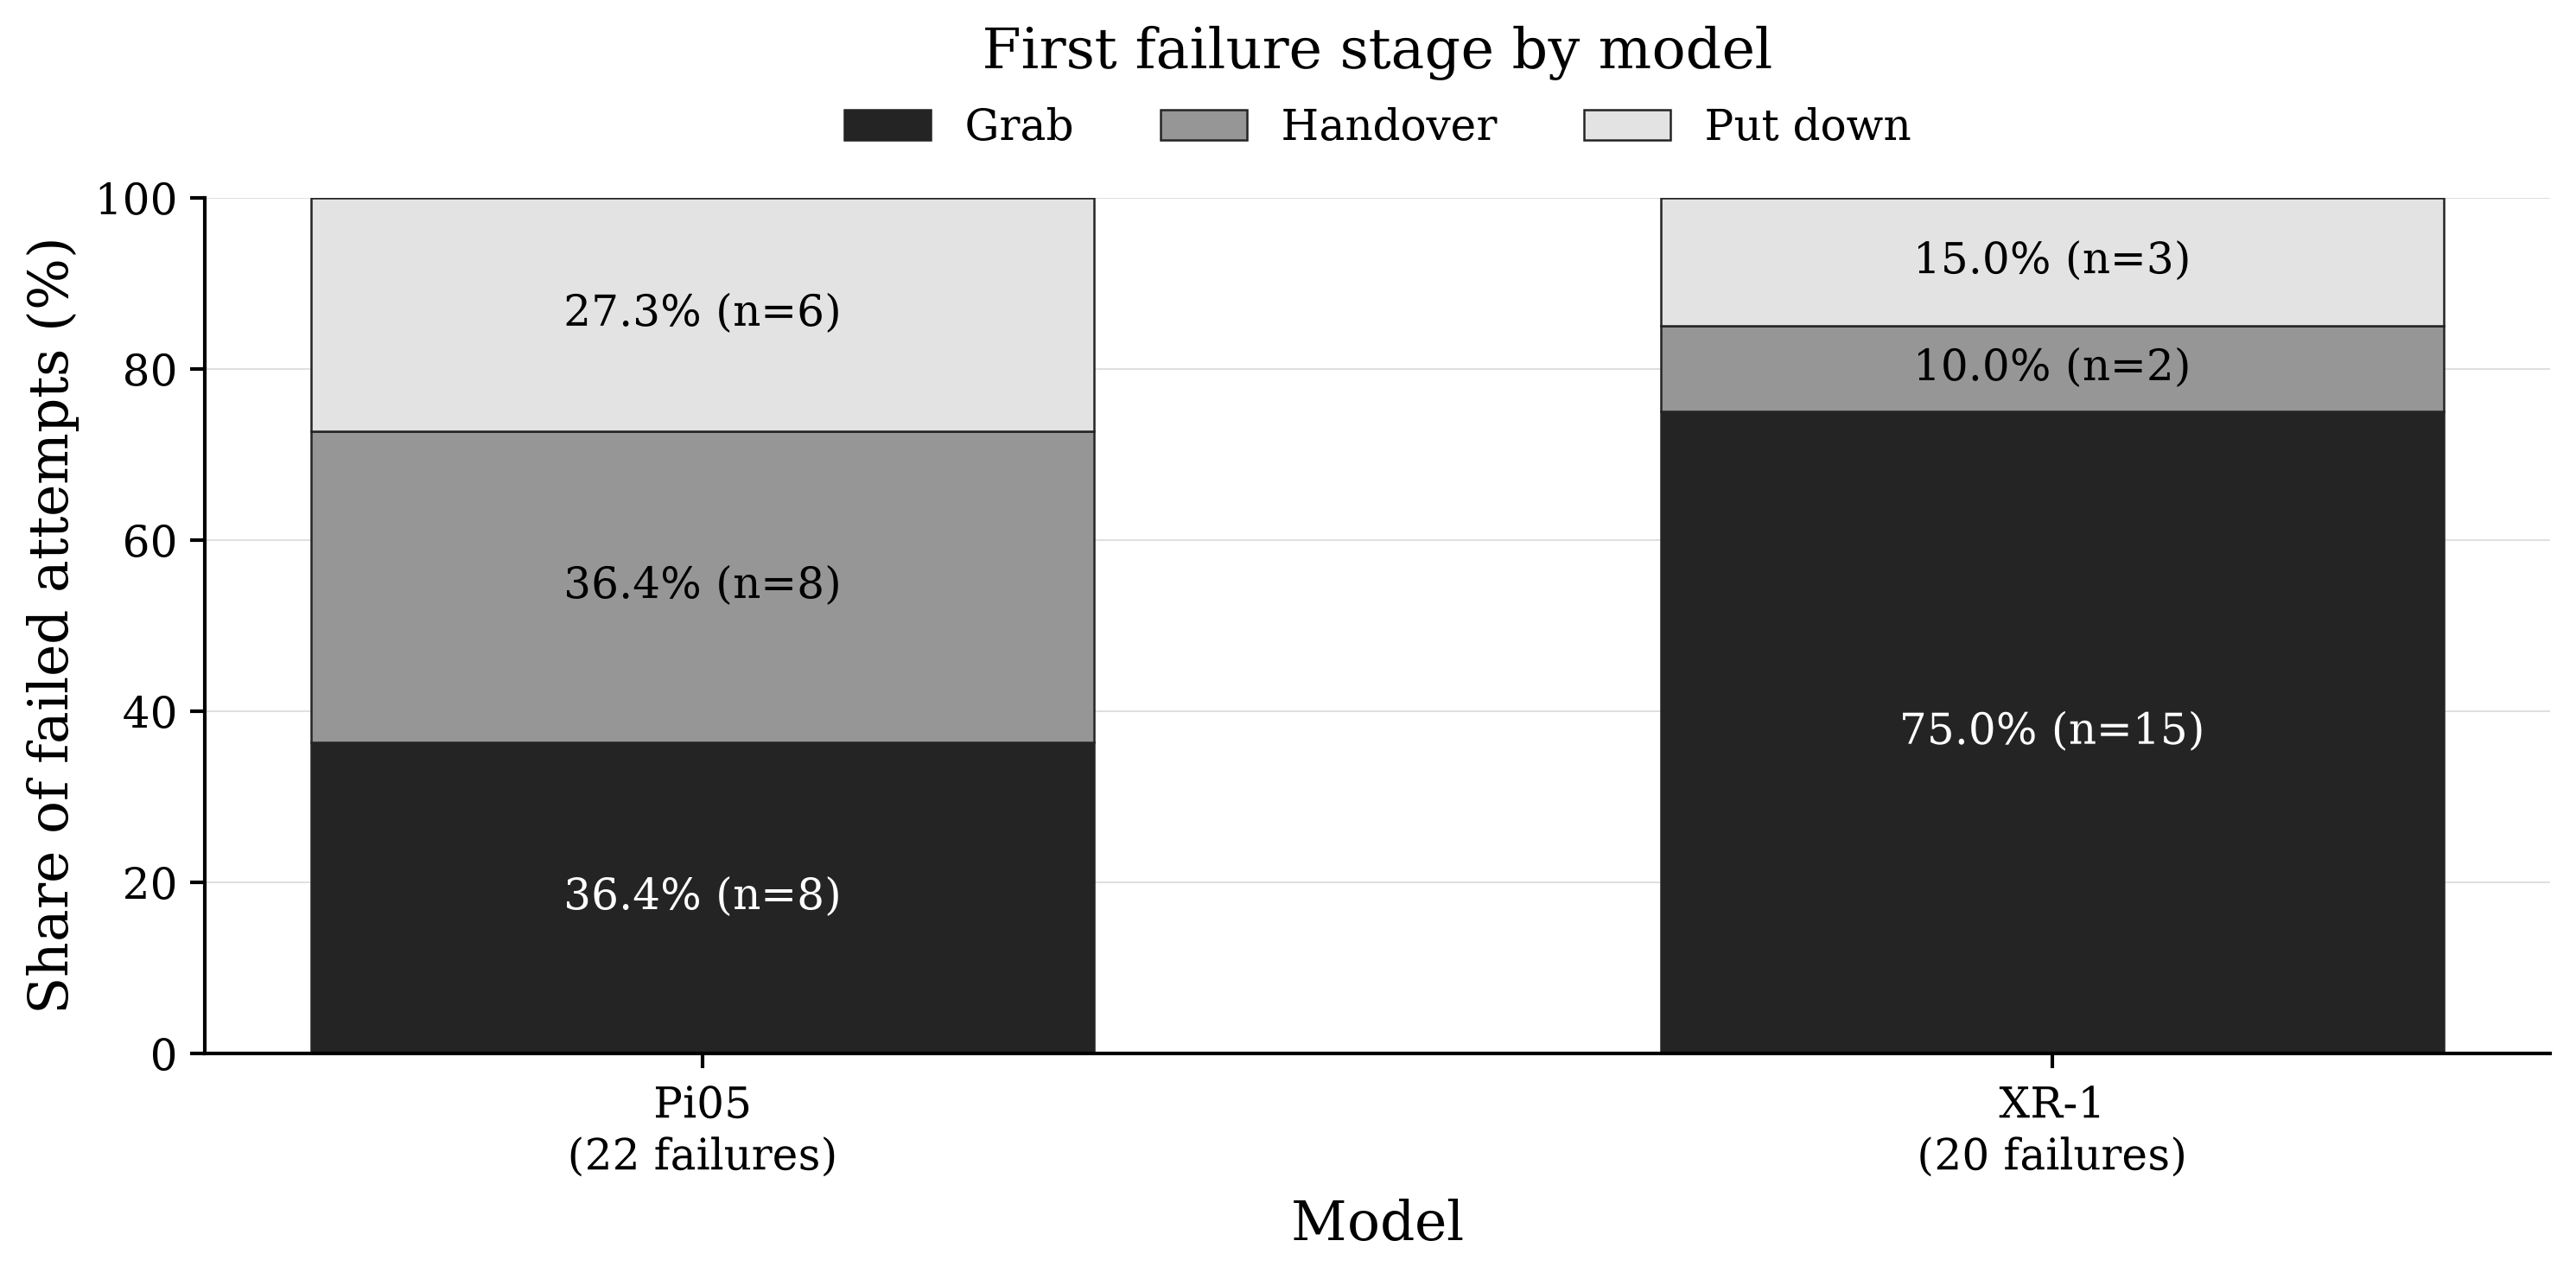 First failure stage by model
Grab Handover Put down
Share of failed attempts (%)
100
80
60
40
20
0
27.3% (n=6)
36.4% (n=8)
36.4% (n=8)
15.0% (n=3)
10.0% (n=2)
75.0% (n=15)
Pi05
(22 failures)
XR-1
(20 failures)
Model